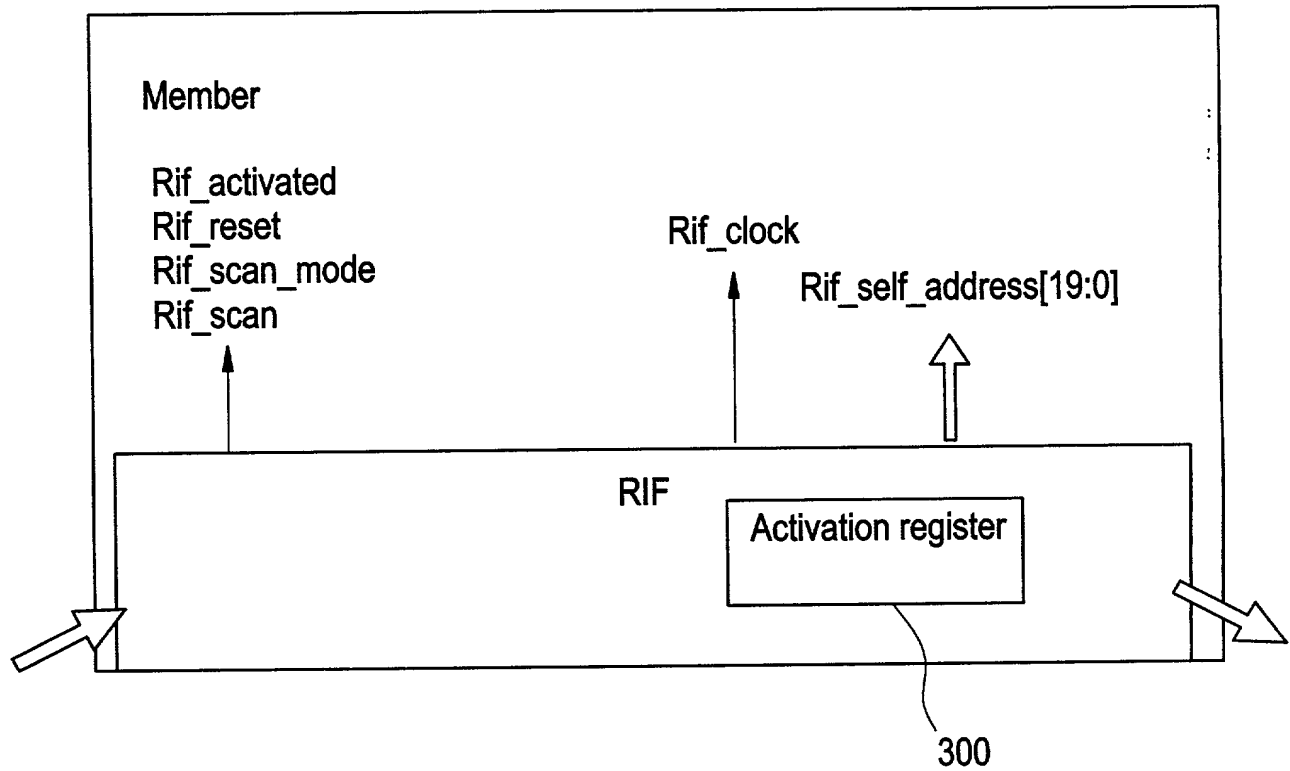 Member
Rif_activated
Rif_reset
Rif_scan_mode
Rif_scan
Rif_clock
Rif_self_address[19:0]
RIF
Activation register
300